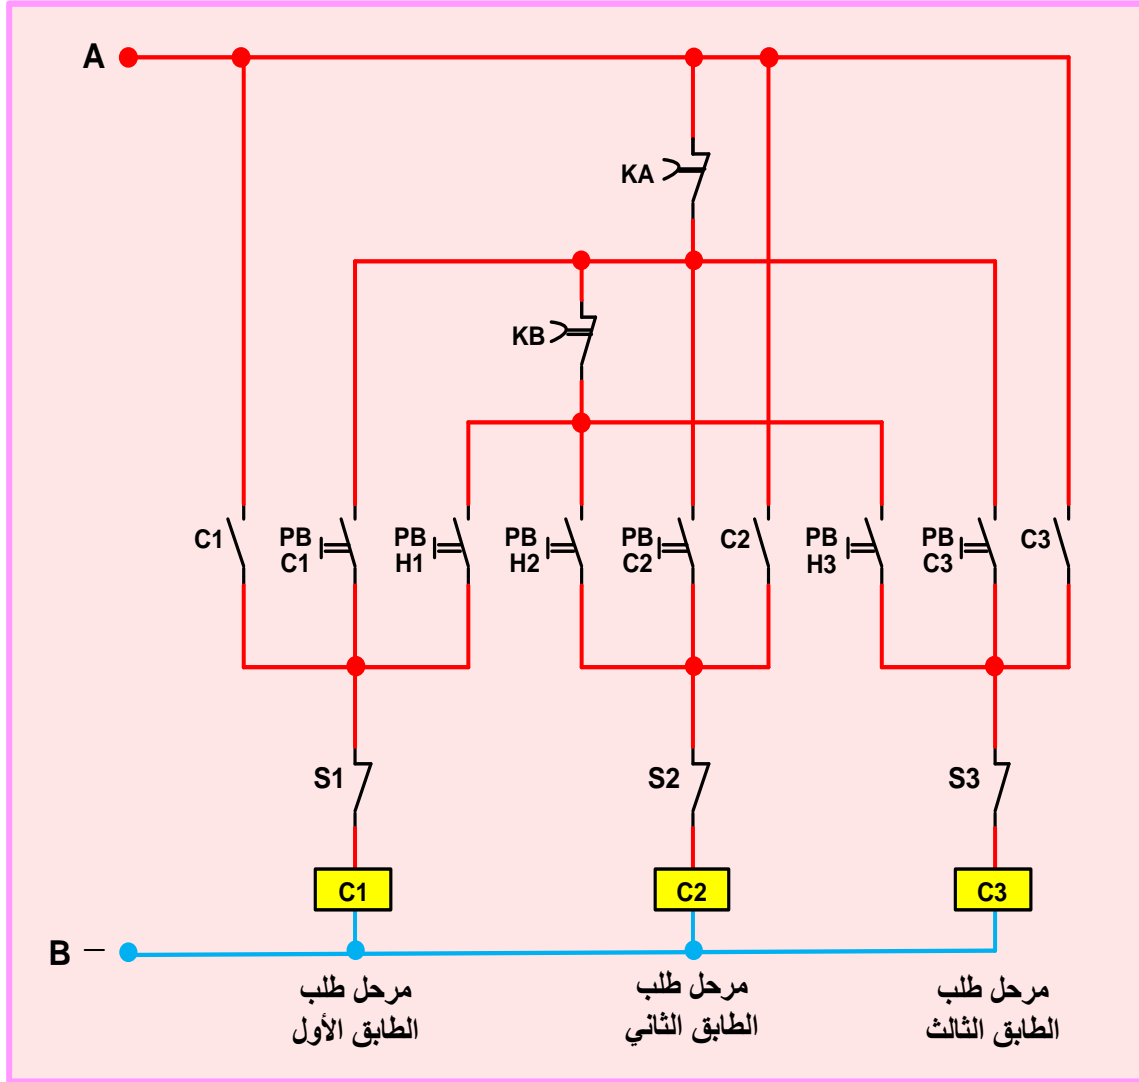 A
KA
KB
C1
PB
C1
PB
H1
PB
H2
PB
C2
C2
PB
H3
PB
C3
C3
S1
S2
S3
C1
C2
C3
B –
مرحل طلب
الطابق الأول
مرحل طلب
الطابق الثاني
مرحل طلب
الطابق الثالث